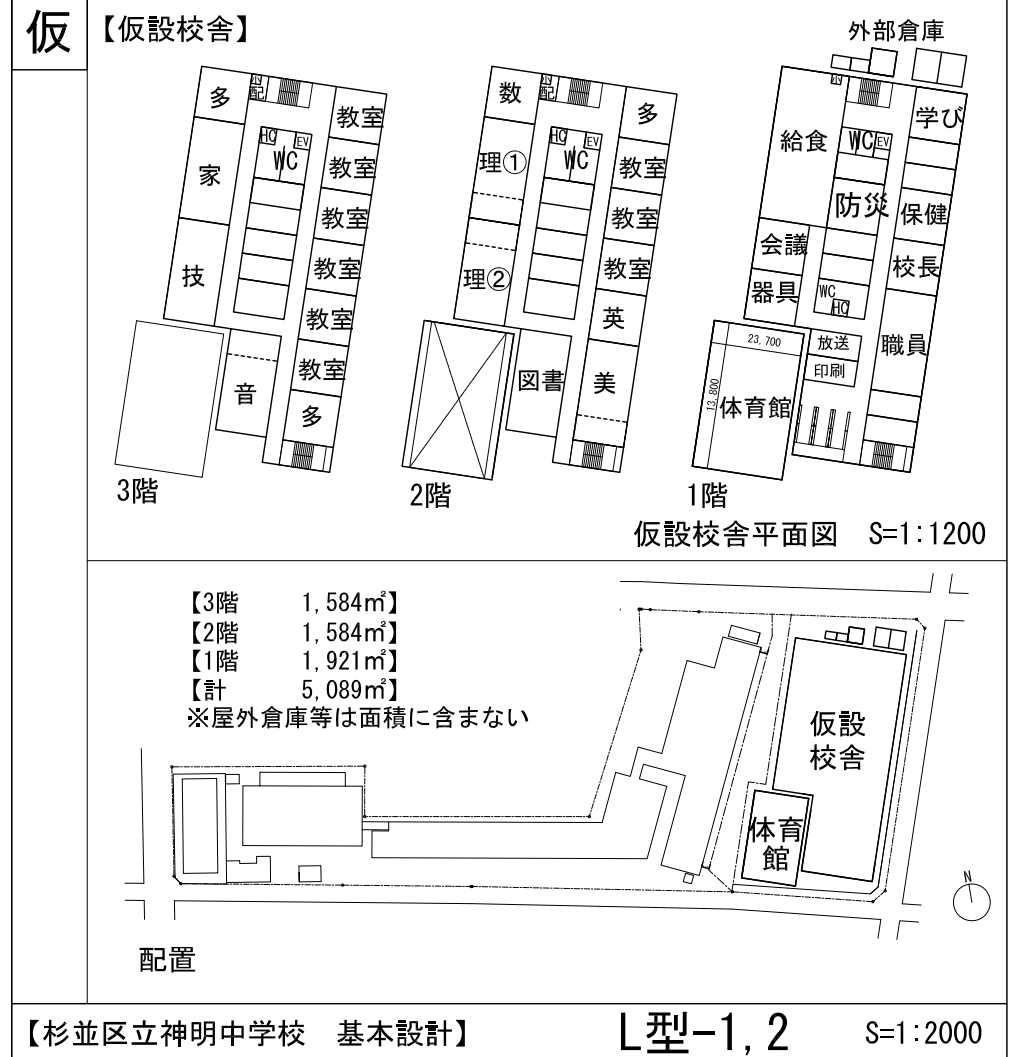 仮
【仮設校舎】
外部倉庫
多
小
配
教室
家
HC
EV
WC
教室
教室
技
教室
教室
音
教室
多
3階
数
小
配
多
理①
HC
EV
WC
教室
教室
理②
教室
英
図書
美
2階
小
学び
給食
WC
EV
防災
保健
会議
校長
器具
WC
HC
職員
23,700
放送
印刷
13,800
体育館
1階
仮設校舎平面図 S=1:1200
【3階 1,584㎡】
【2階 1,584㎡】
【1階 1,921㎡】
【計 5,089㎡】
※屋外倉庫等は面積に含まない
仮設
校舎
体育
館
N
配置
【杉並区立神明中学校 基本設計】
L型-1,2
S=1:2000